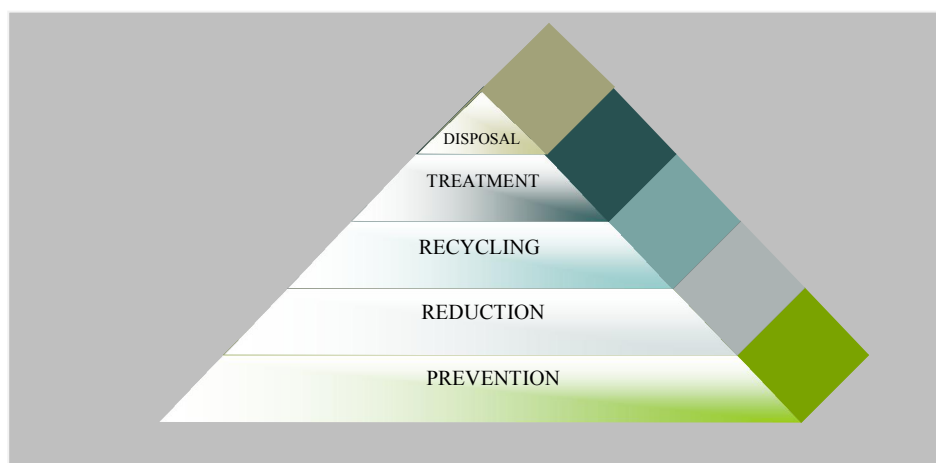 DISPOSAL
TREATMENT
RECYCLING
REDUCTION
PREVENTION